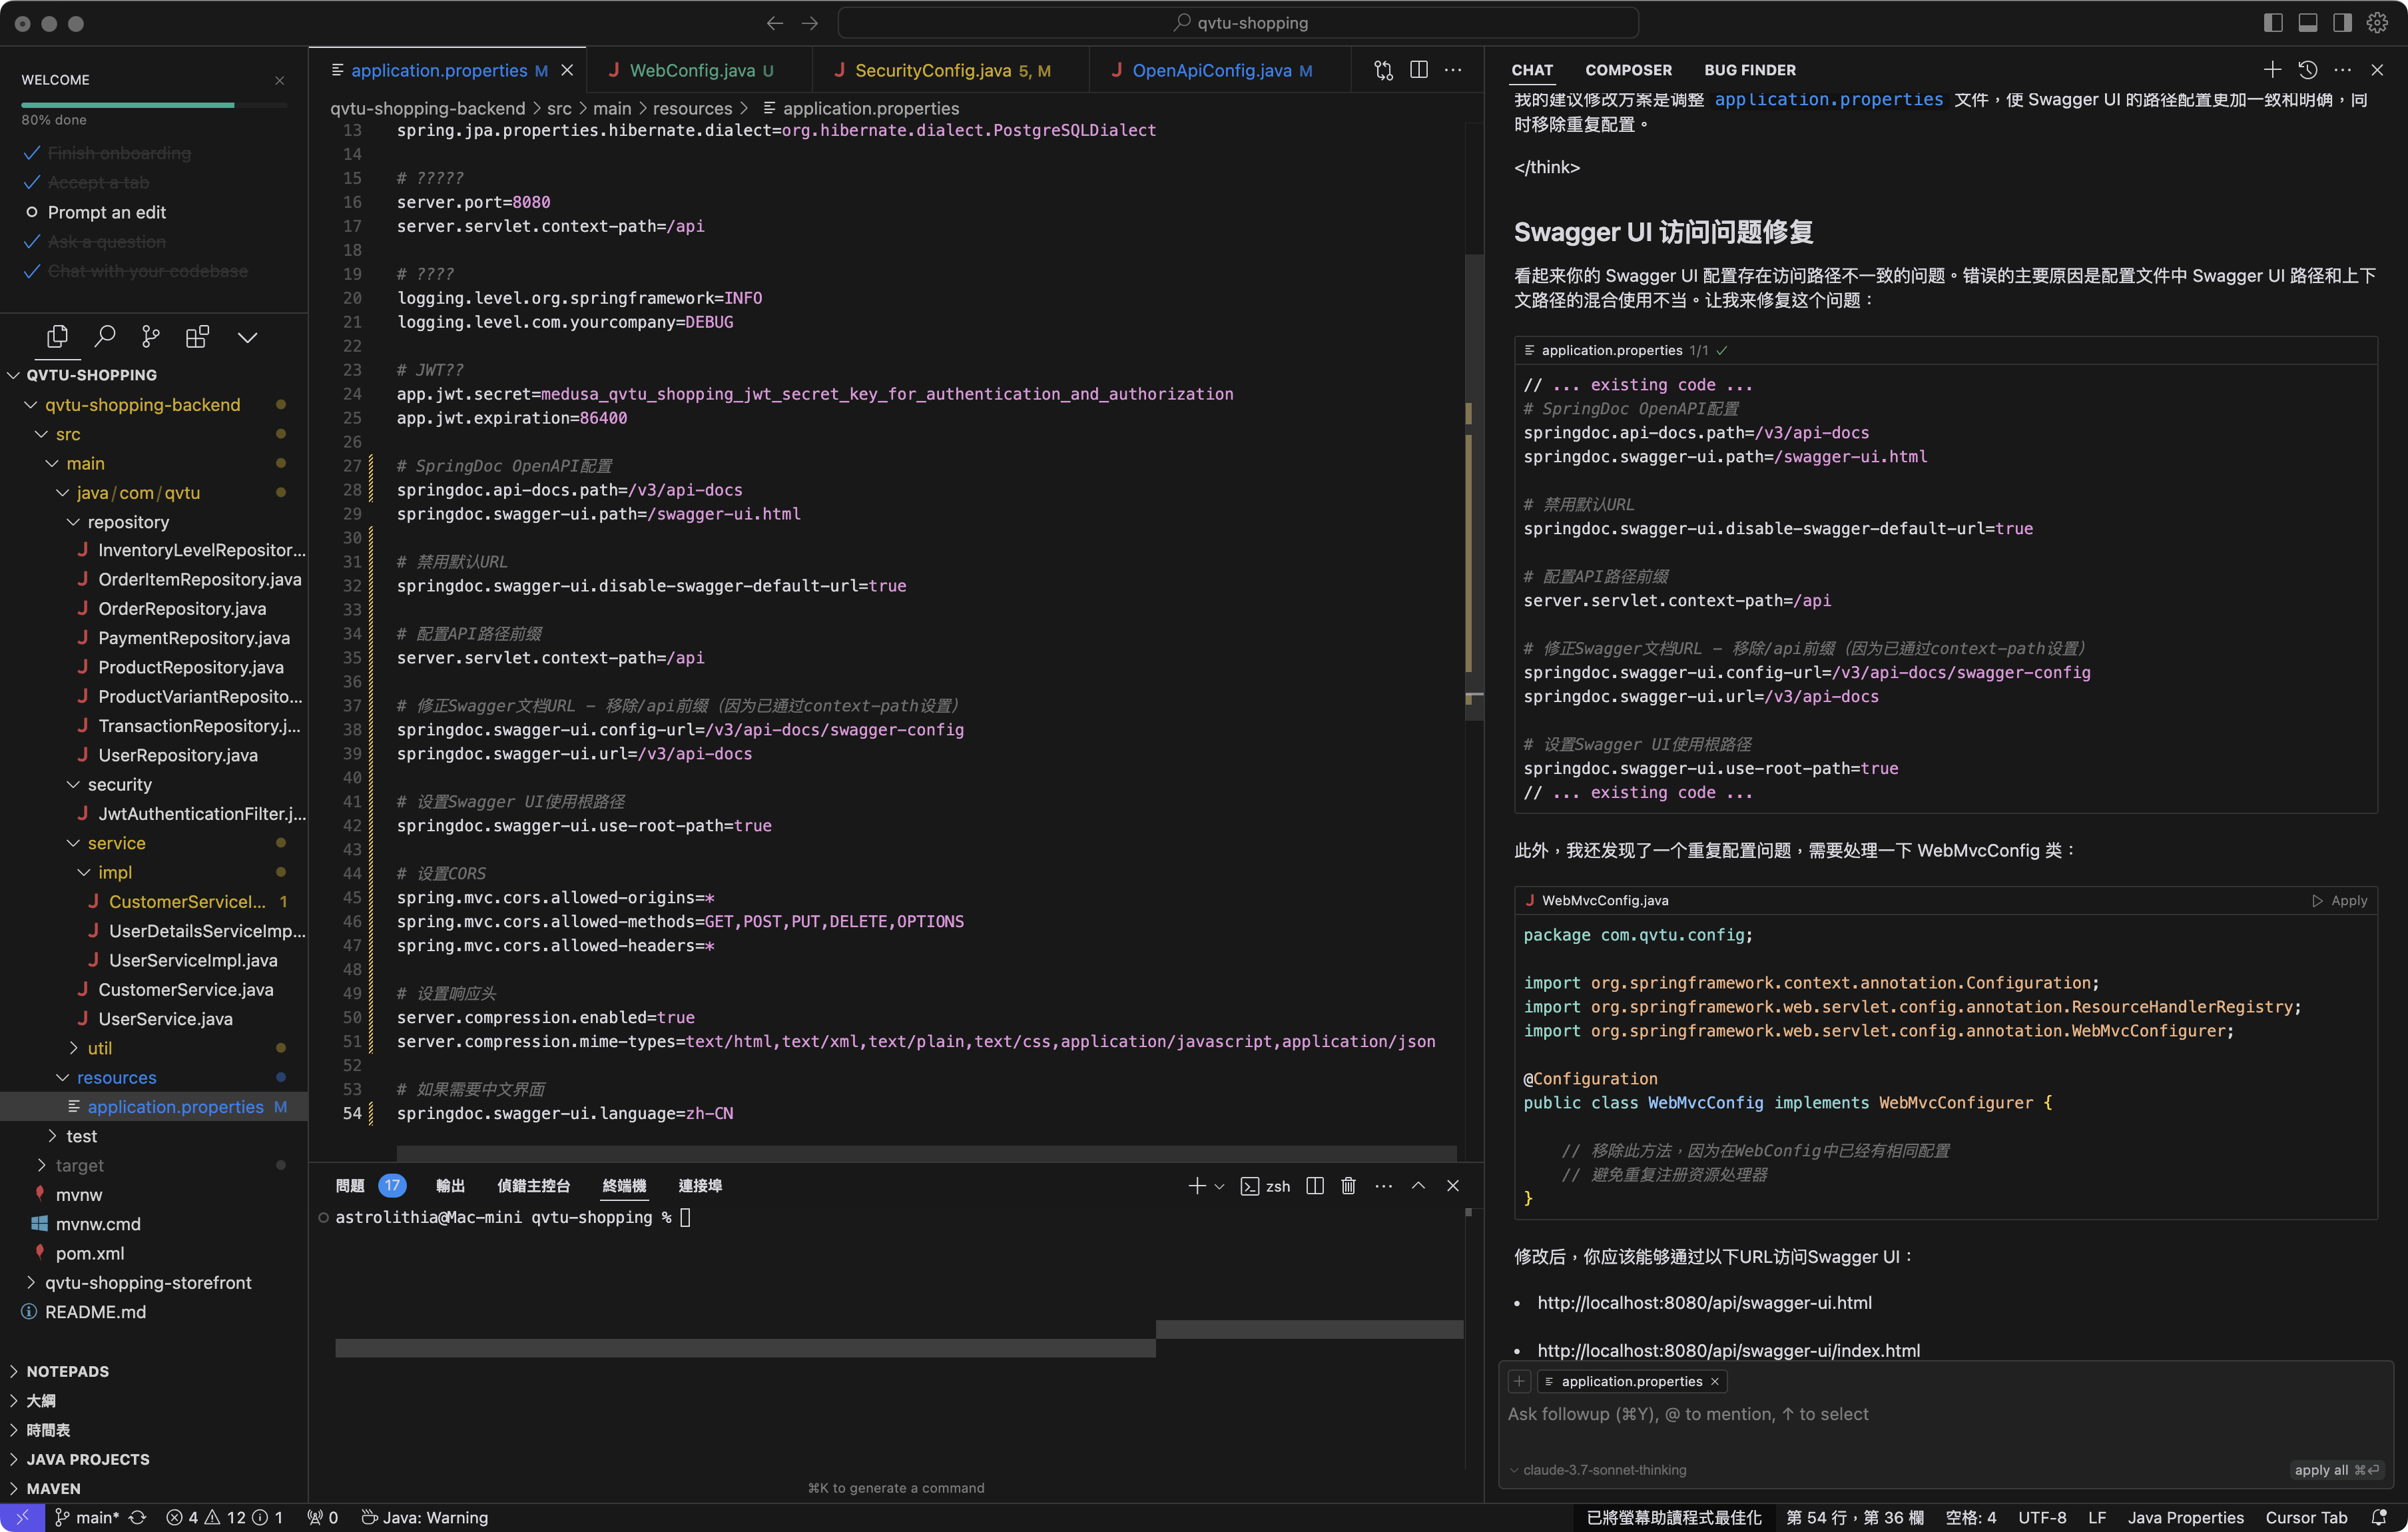 qvtu-shopping
WELCOME
80% done
Finish onboarding
Accept a tab
Prompt an edit
Ask a question
Chat with your codebase
QVTU-SHOPPING
qvtu-shopping-backend
src
main
java/com/qvtu
repository
InventoryLevelRepositor...
OrderItemRepository.java
OrderRepository.java
PaymentRepository.java
ProductRepository.java
ProductVariantReposito...
TransactionRepository.j...
UserRepository.java
security
JwtAuthenticationFilter.j...
service
impl
CustomerServiceI... 1
UserDetailsServiceImp...
UserServiceImpl.java
CustomerService.java
UserService.java
util
resources
application.properties M
test
target
mvnw
mvnw.cmd
pom.xml
qvtu-shopping-storefront
README.md
NOTEPADS
大綱
時間表
JAVA PROJECTS
MAVEN
application.properties M WebConfig.java U SecurityConfig.java 5, M OpenApiConfig.java M
qvtu-shopping-backend > src > main > resources > application.properties
13 spring.jpa.properties.hibernate.dialect=org.hibernate.dialect.PostgreSQLDialect
14
15 # ?????
16 server.port=8080
17 server.servlet.context-path=/api
18
19 # ????
20 logging.level.org.springframework=INFO
21 logging.level.com.yourcompany=DEBUG
22
23 # JWT??
24 app.jwt.secret=medusa_qvtu_shopping_jwt_secret_key_for_authentication_and_authorization
25 app.jwt.expiration=86400
26
27 # SpringDoc OpenAPI配置
28 springdoc.api-docs.path=/v3/api-docs
29 springdoc.swagger-ui.path=/swagger-ui.html
30
31 # 禁用默认URL
32 springdoc.swagger-ui.disable-swagger-default-url=true
33
34 # 配置API路径前缀
35 server.servlet.context-path=/api
36
37 # 修正Swagger文档URL - 移除/api前缀（因为已通过context-path设置）
38 springdoc.swagger-ui.config-url=/v3/api-docs/swagger-config
39 springdoc.swagger-ui.url=/v3/api-docs
40
41 # 设置Swagger UI使用根路径
42 springdoc.swagger-ui.use-root-path=true
43
44 # 设置CORS
45 spring.mvc.cors.allowed-origins=*
46 spring.mvc.cors.allowed-methods=GET,POST,PUT,DELETE,OPTIONS
47 spring.mvc.cors.allowed-headers=*
48
49 # 设置响应头
50 server.compression.enabled=true
51 server.compression.mime-types=text/html,text/xml,text/plain,text/css,application/javascript,application/json
52
53 # 如果需要中文界面
54 springdoc.swagger-ui.language=zh-CN
問題 17 輸出 偵錯主控台 終端機 連接埠 zsh
astrolithia@Mac-mini qvtu-shopping %
⌘K to generate a command
CHAT COMPOSER BUG FINDER
我的建议修改方案是调整 application.properties 文件，使 Swagger UI 的路径配置更加一致和明确，同
时移除重复配置。
</think>
Swagger UI 访问问题修复
看起来你的 Swagger UI 配置存在访问路径不一致的问题。错误的主要原因是配置文件中 Swagger UI 路径和上下
文路径的混合使用不当。让我来修复这个问题：
application.properties 1/1
// ... existing code ...
# SpringDoc OpenAPI配置
springdoc.api-docs.path=/v3/api-docs
springdoc.swagger-ui.path=/swagger-ui.html
# 禁用默认URL
springdoc.swagger-ui.disable-swagger-default-url=true
# 配置API路径前缀
server.servlet.context-path=/api
# 修正Swagger文档URL - 移除/api前缀（因为已通过context-path设置）
springdoc.swagger-ui.config-url=/v3/api-docs/swagger-config
springdoc.swagger-ui.url=/v3/api-docs
# 设置Swagger UI使用根路径
springdoc.swagger-ui.use-root-path=true
// ... existing code ...
此外，我还发现了一个重复配置问题，需要处理一下 WebMvcConfig 类：
WebMvcConfig.java Apply
package com.qvtu.config;
import org.springframework.context.annotation.Configuration;
import org.springframework.web.servlet.config.annotation.ResourceHandlerRegistry;
import org.springframework.web.servlet.config.annotation.WebMvcConfigurer;
@Configuration
public class WebMvcConfig implements WebMvcConfigurer {
// 移除此方法，因为在WebConfig中已经有相同配置
// 避免重复注册资源处理器
}
修改后，你应该能够通过以下URL访问Swagger UI：
• http://localhost:8080/api/swagger-ui.html
• http://localhost:8080/api/swagger-ui/index.html
application.properties
Ask followup (⌘Y), @ to mention, ↑ to select
claude-3.7-sonnet-thinking apply all ⌘⏎
main* 4 12 1 0 Java: Warning 已將螢幕助讀程式最佳化 第 54 行，第 36 欄 空格: 4 UTF-8 LF Java Properties Cursor Tab